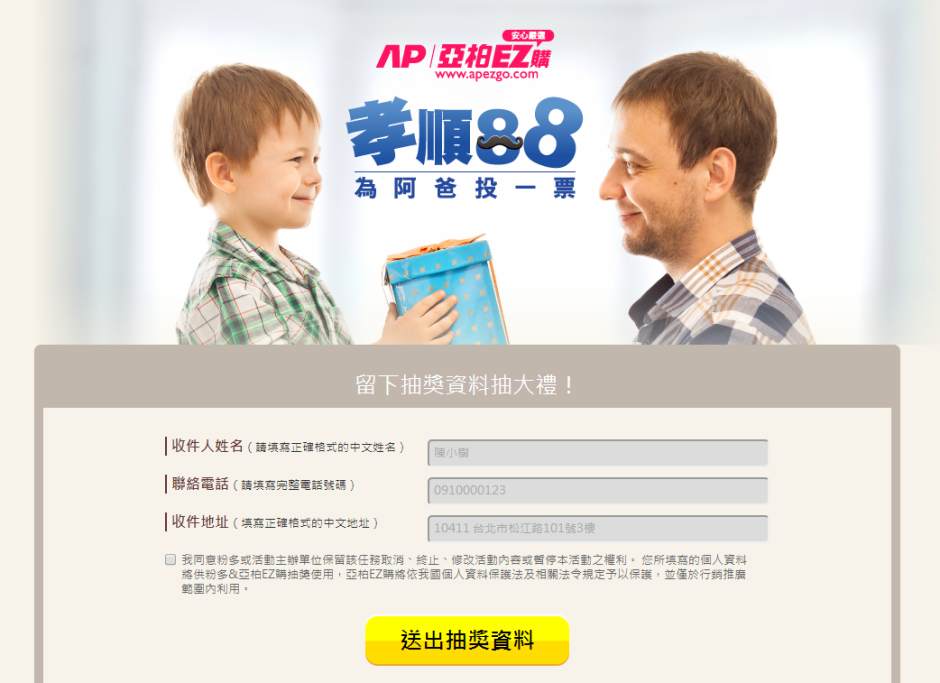 安心嚴選
AP|亞柏EZ購
www.apezgo.com
孝順88
為阿爸投一票
留下抽獎資料抽大禮！
收件人姓名（請填寫正確格式的中文姓名）
陳小樹
聯絡電話（請填寫完整電話號碼）
0910000123
收件地址（填寫正確格式的中文地址）
10411 台北市松江路101號3樓
我同意粉多或活動主辦單位保留該任務取消、終止、修改活動內容或暫停本活動之權利。 您所填寫的個人資料
將供粉多&亞柏EZ購抽獎使用，亞柏EZ購將依我國個人資料保護法及相關法令規定予以保護，並僅於行銷推廣
範圍內利用。
送出抽獎資料